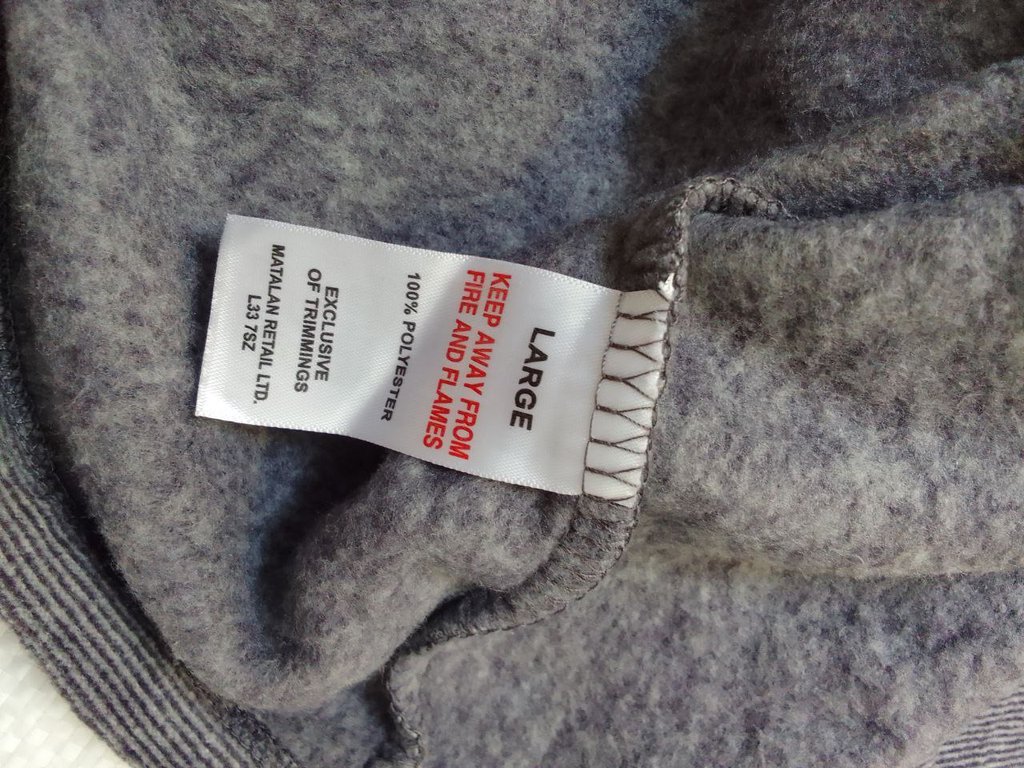 LARGE
KEEP AWAY FROM
FIRE AND FLAMES
100% POLYESTER
EXCLUSIVE
OF TRIMMINGS
MATALAN RETAIL LTD.
L33 7SZ